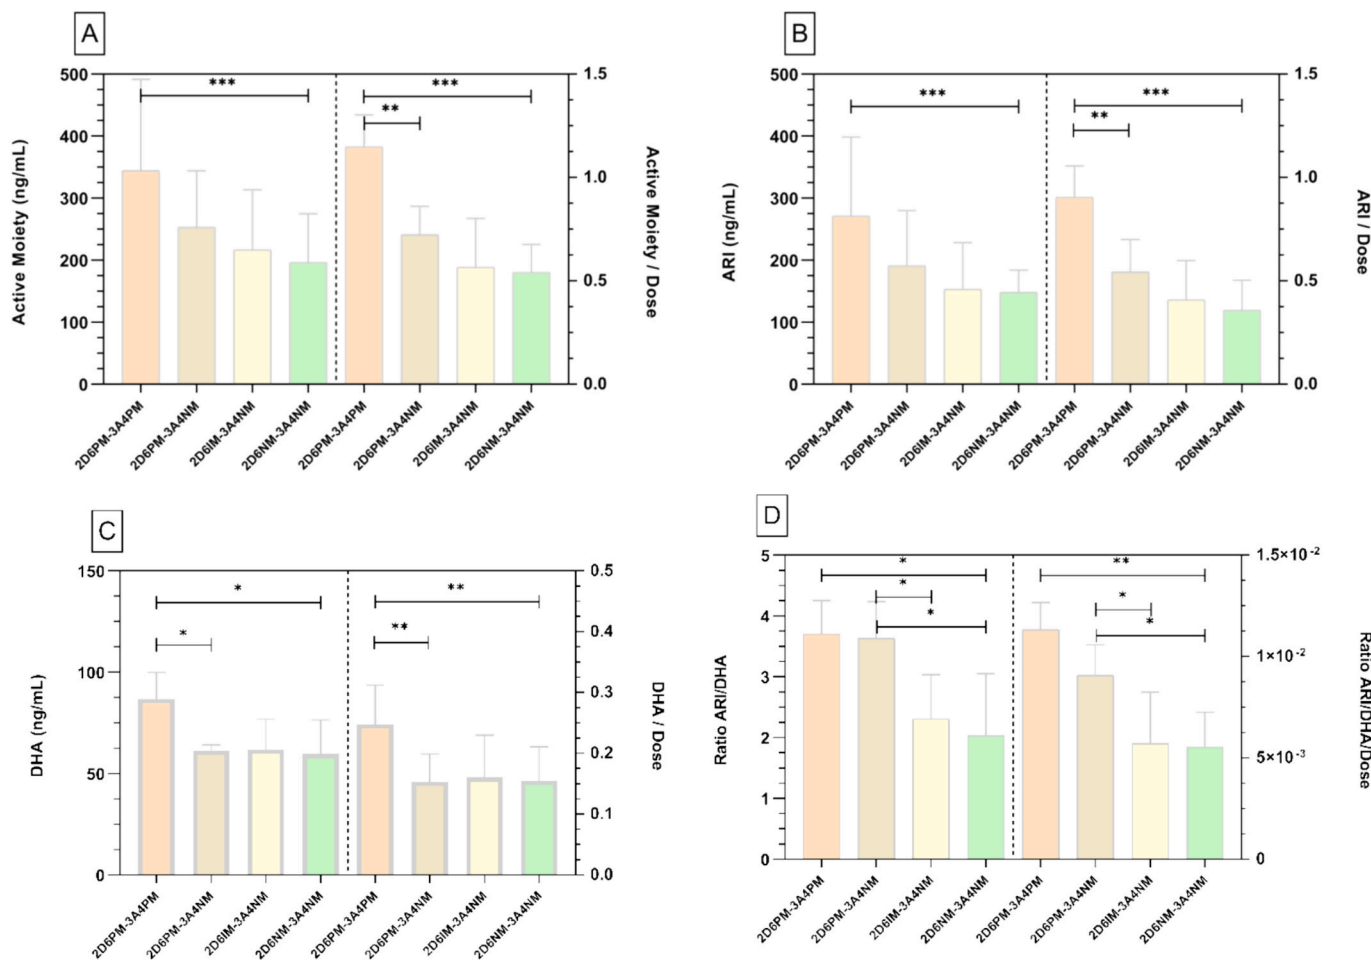 A
500
400
300
200
100
0
Active Moiety (ng/mL)
***
***
**
1.5
1.0
0.5
0.0
Active Moiety / Dose
2D6PM-3A4PM
2D6PM-3A4NM
2D6IM-3A4NM
2D6NM-3A4NM
2D6PM-3A4PM
2D6PM-3A4NM
2D6IM-3A4NM
2D6NM-3A4NM
B
500
400
300
200
100
0
ARI (ng/mL)
***
***
**
1.5
1.0
0.5
0.0
ARI / Dose
2D6PM-3A4PM
2D6PM-3A4NM
2D6IM-3A4NM
2D6NM-3A4NM
2D6PM-3A4PM
2D6PM-3A4NM
2D6IM-3A4NM
2D6NM-3A4NM
C
150
100
50
0
DHA (ng/mL)
*
*
**
**
0.5
0.4
0.3
0.2
0.1
0.0
DHA / Dose
2D6PM-3A4PM
2D6PM-3A4NM
2D6IM-3A4NM
2D6NM-3A4NM
2D6PM-3A4PM
2D6PM-3A4NM
2D6IM-3A4NM
2D6NM-3A4NM
D
5
4
3
2
1
0
Ratio ARI/DHA
*
*
*
**
*
*
1.5×10⁻²
1×10⁻²
5×10⁻³
0
Ratio ARI/DHA/Dose
2D6PM-3A4PM
2D6PM-3A4NM
2D6IM-3A4NM
2D6NM-3A4NM
2D6PM-3A4PM
2D6PM-3A4NM
2D6IM-3A4NM
2D6NM-3A4NM